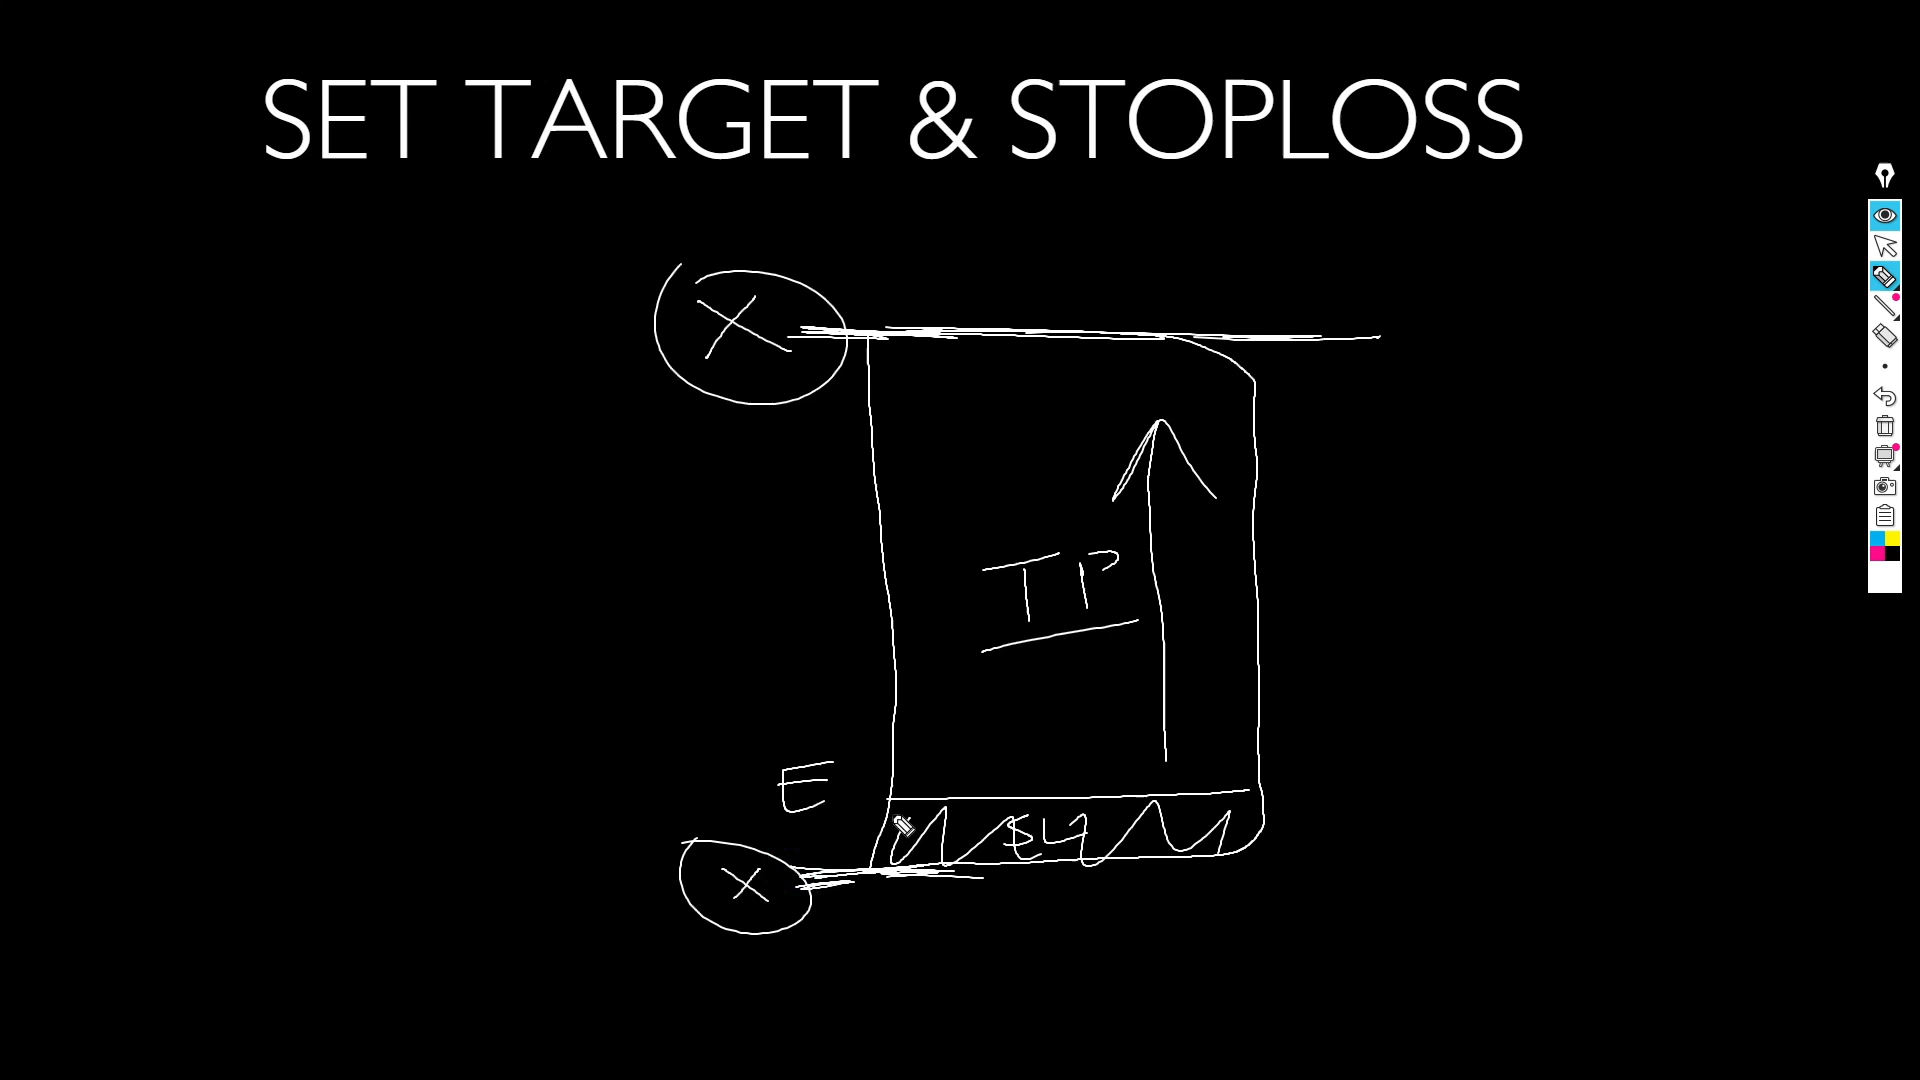 SET TARGET & STOPLOSS
X
TP
E
SL
X